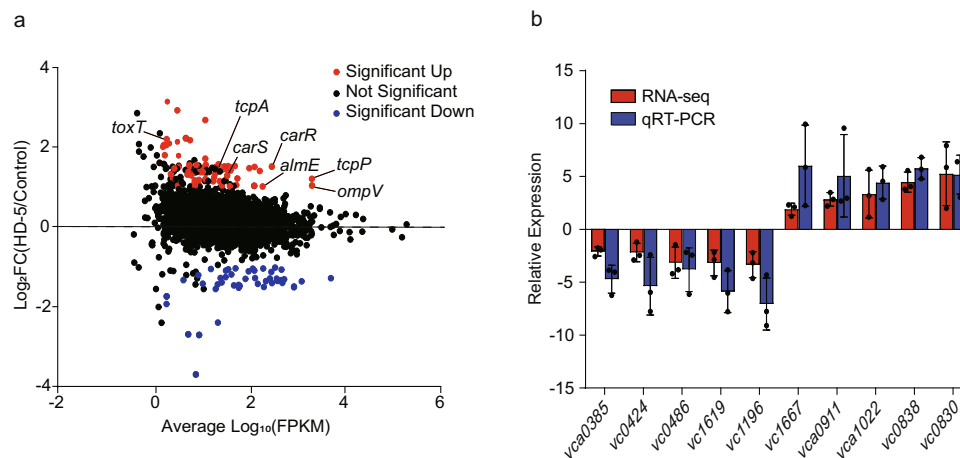 a
Log₂FC(HD-5/Control)
4
2
0
-2
-4
-2
0
2
4
6
Average Log₁₀(FPKM)
Significant Up
Not Significant
Significant Down
toxT
tcpA
carS
carR
almE
tcpP
ompV
b
Relative Expression
15
10
5
0
-5
-10
-15
RNA-seq
qRT-PCR
vca0385
vc0424
vc0486
vc1619
vc1196
vc1667
vca0911
vca1022
vc0838
vc0830